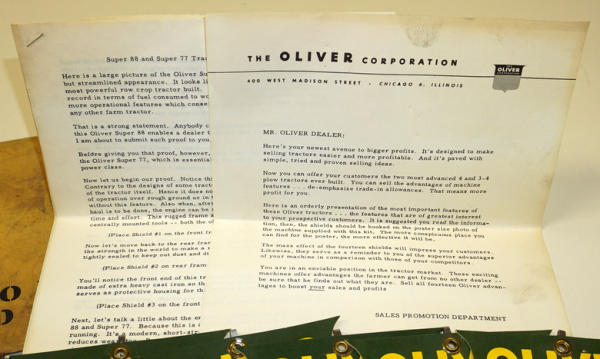 Super 88 and Super 77 Trac
Here is a large picture of the Oliver Su
but streamlined appearance. It looks li
most powerful row crop tractor built.
record in terms of fuel consumed to wo
more operational features which conse
any other farm tractor.
That is a strong statement. Anybody c
this Oliver Super 88 enables a dealer t
I am about to submit such proof to you
Before giving you that proof, however,
the Oliver Super 77, which is essential
power class.
Now let us begin our proof. Notice th
Contrary to the designs of some tract
of the tractor itself. Hence it does no
of operation over rough ground or in
without this feature. Also when, after
haul is to be done, the engine can be
time and effort. This rugged frame a
centrally mounted tools -- both the
(Place Shield #1 on the front fr
Now let's move back to the rear fram
the strength in the world to make a
tightly sealed to keep out dust and di
(Place Shield #2 on rear fram
You'll notice the front end of this tr
made of extra heavy cast iron so th
serves as protective housing for th
(Place Shield #3 on the front
Next, let's talk a little about the e
88 and Super 77. Because this is
running. It's a modern, short-str
reduces wea
THE OLIVER CORPORATION
OLIVER
400 WEST MADISON STREET - CHICAGO 6, ILLINOIS
MR. OLIVER DEALER:
Here's your newest avenue to bigger profits. It's designed to make
selling tractors easier and more profitable. And it's paved with
simple, tried and proven selling ideas.
Now you can offer your customers the two most advanced 4 and 3-4
plow tractors ever built. You can sell the advantages of machine
features . . . de-emphasize trade-in allowances. That means more
profit for you.
Here is an orderly presentation of the most important features of
these Oliver tractors . . . the features that are of greatest interest
to your prospective customers. It is suggested you read the informa-
tion, then, the shields should be hooked on the poster size photo of
the machine supplied with this kit. The more conspicuous place you
can find for the poster, the more effective it will be.
The mass effect of the fourteen shields will impress your customers.
Likewise, they serve as a reminder to you of the superior advantages
of your machine in comparison with those of your competitors.
You are in an enviable position in the tractor market. These exciting
machines offer advantages the farmers can get from no other dealer --
be sure that he finds out what they are. Sell all fourteen Oliver advan-
tages to boost your sales and profits
SALES PROMOTION DEPARTMENT